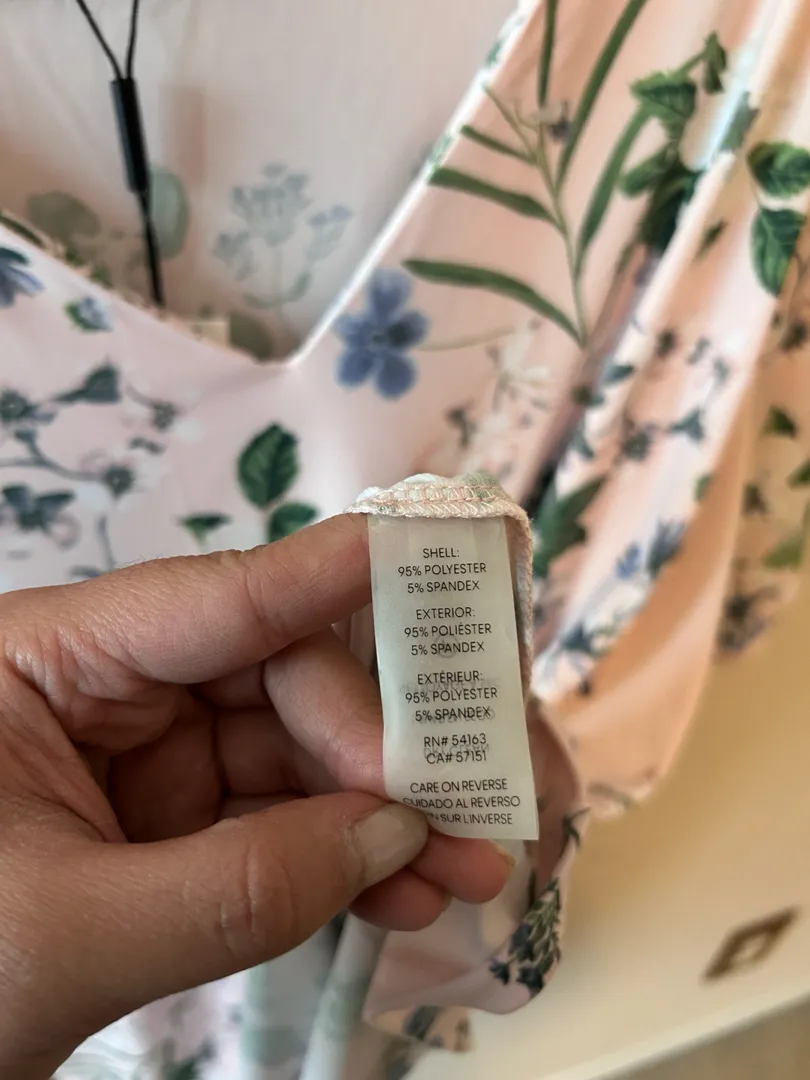 SHELL:
95% POLYESTER
5% SPANDEX
EXTERIOR:
95% POLIÉSTER
5% SPANDEX
EXTÉRIEUR:
95% POLYESTER
5% SPANDEX
RN# 54163
CA# 57151
CARE ON REVERSE
CUIDADO AL REVERSO
SUR L'INVERSE